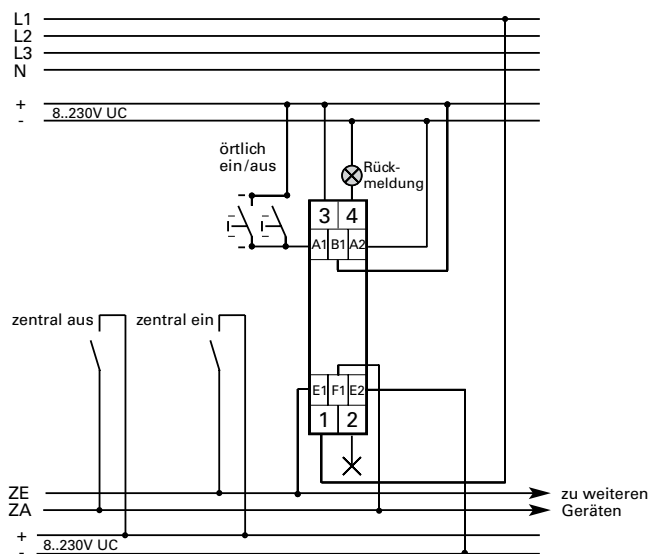 L1
L2
L3
N
+
8..230V UC
-
örtlich
ein/aus
Rück-
meldung
3 4
A1 B1 A2
zentral aus zentral ein
E1 F1 E2
1 2
ZE
ZA
zu weiteren
Geräten
+
8..230V UC
-